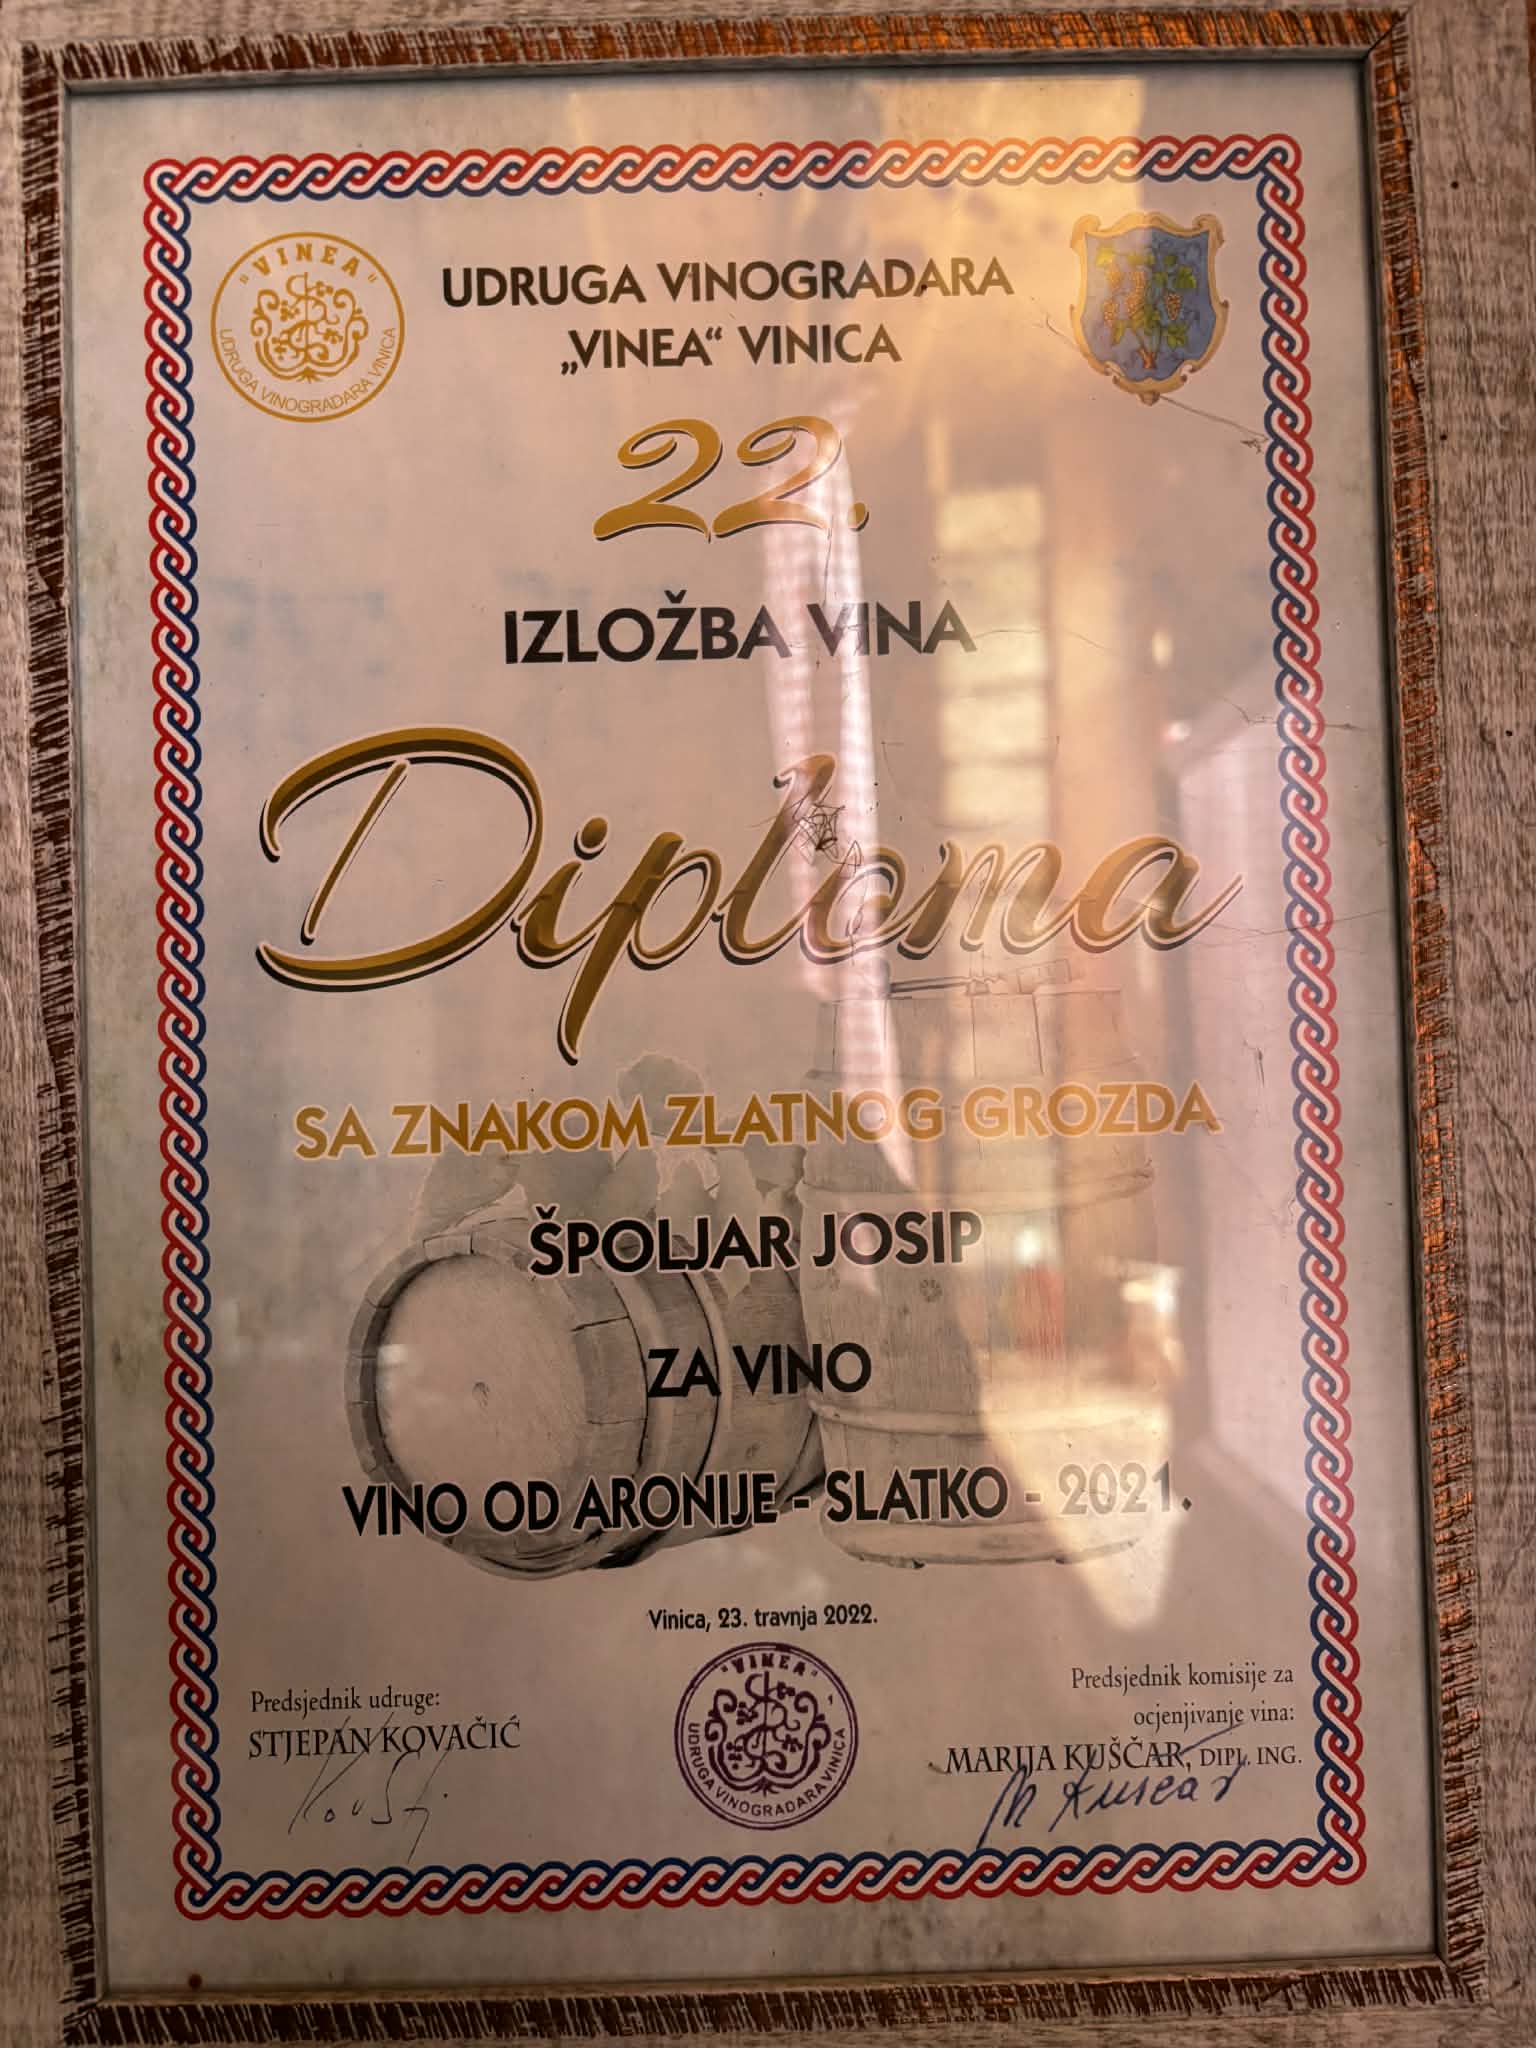 "VINEA"
UDRUGA VINOGRADARA VINICA
UDRUGA VINOGRADARA
„VINEA“ VINICA
22.
IZLOŽBA VINA
Diploma
SA ZNAKOM ZLATNOG GROZDA
ŠPOLJAR JOSIP
ZA VINO
VINO OD ARONIJE - SLATKO - 2021.
Vinica, 23. travnja 2022.
Predsjednik udruge:
STJEPAN KOVAČIĆ
"VINEA"
1
UDRUGA VINOGRADARA VINICA
Predsjednik komisije za
ocjenjivanje vina:
MARIJA KUŠČAR, DIPL. ING.
M Kuščar